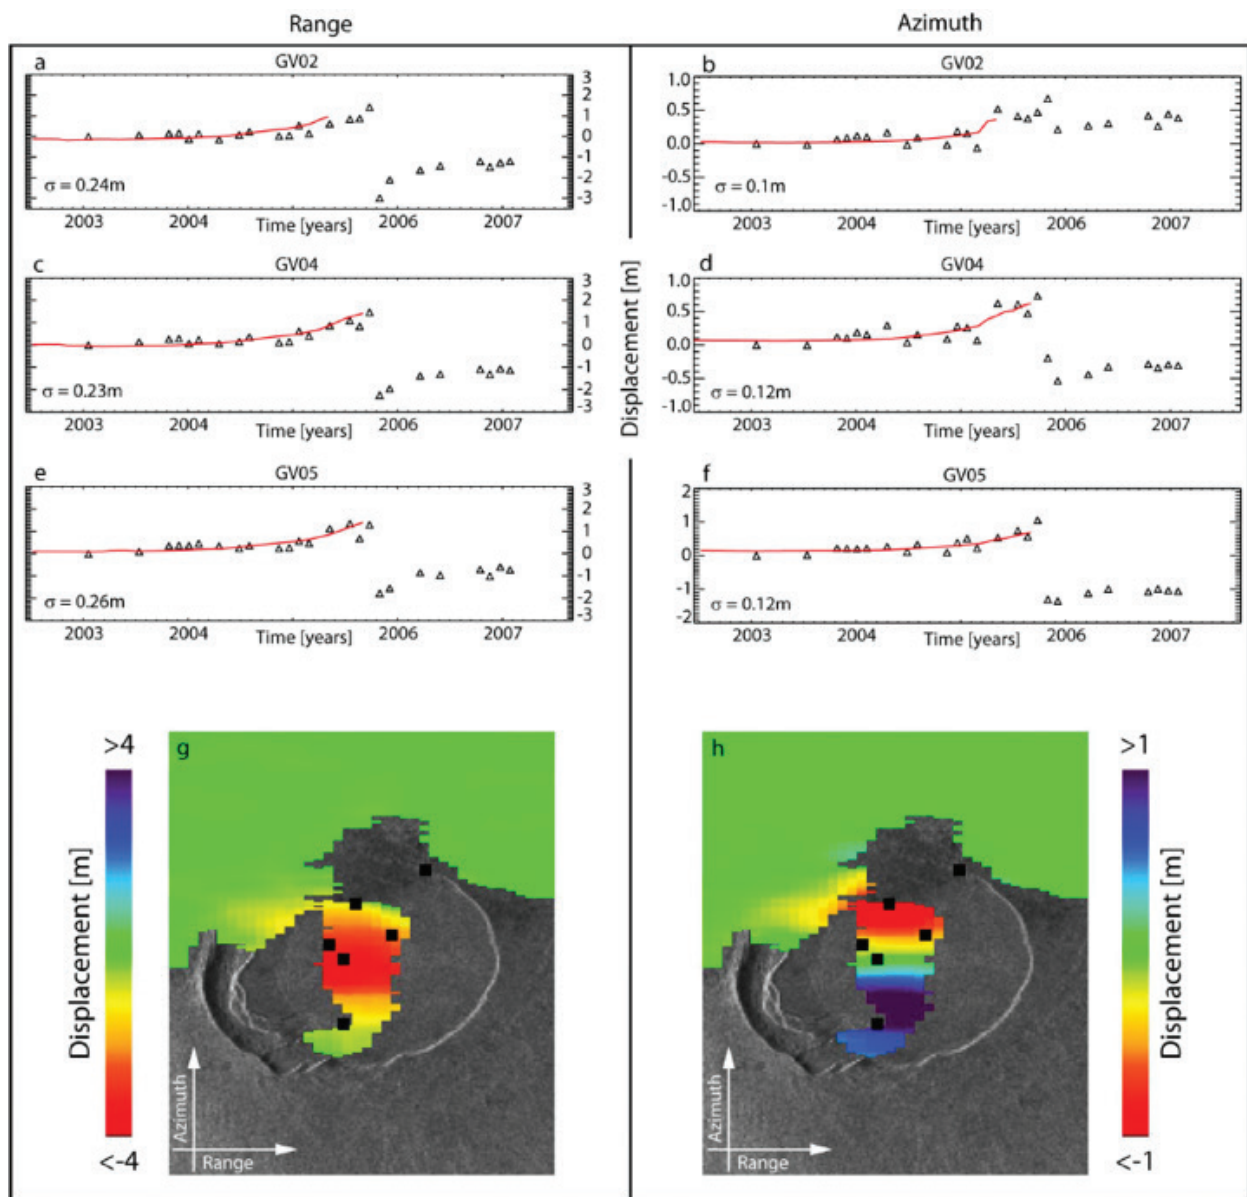 Range
Azimuth
a
GV02
3
2
1
0
-1
-2
-3
σ = 0.24m
2003
2004
Time [years]
2006
2007
b
GV02
1.0
0.5
0.0
-0.5
-1.0
σ = 0.1m
2003
2004
Time [years]
2006
2007
c
GV04
3
2
1
0
-1
-2
-3
σ = 0.23m
2003
2004
Time [years]
2006
2007
Displacement [m]
d
GV04
1.0
0.5
0.0
-0.5
-1.0
σ = 0.12m
2003
2004
Time [years]
2006
2007
e
GV05
3
2
1
0
-1
-2
-3
σ = 0.26m
2003
2004
Time [years]
2006
2007
f
GV05
2
1
0
-1
-2
σ = 0.12m
2003
2004
Time [years]
2006
2007
>4
Displacement [m]
<-4
g
Azimuth
Range
h
Azimuth
Range
>1
Displacement [m]
<-1